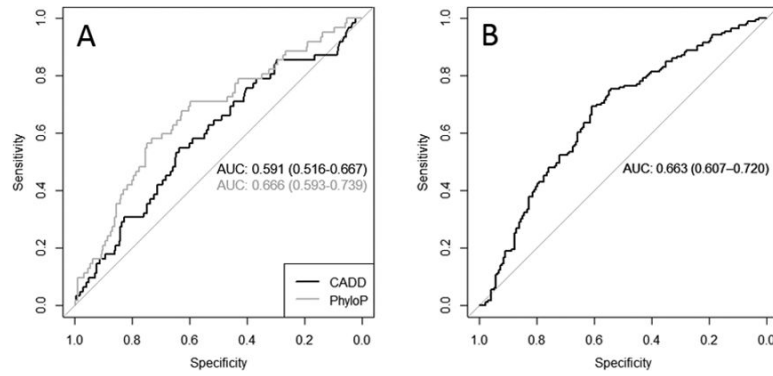 A
1.0
0.8
0.6
0.4
0.2
0.0
Sensitivity
AUC: 0.591 (0.516-0.667)
AUC: 0.666 (0.593-0.739)
CADD
PhyloP
1.0 0.8 0.6 0.4 0.2 0.0
Specificity
B
1.0
0.8
0.6
0.4
0.2
0.0
Sensitivity
AUC: 0.663 (0.607–0.720)
1.0 0.8 0.6 0.4 0.2 0.0
Specificity